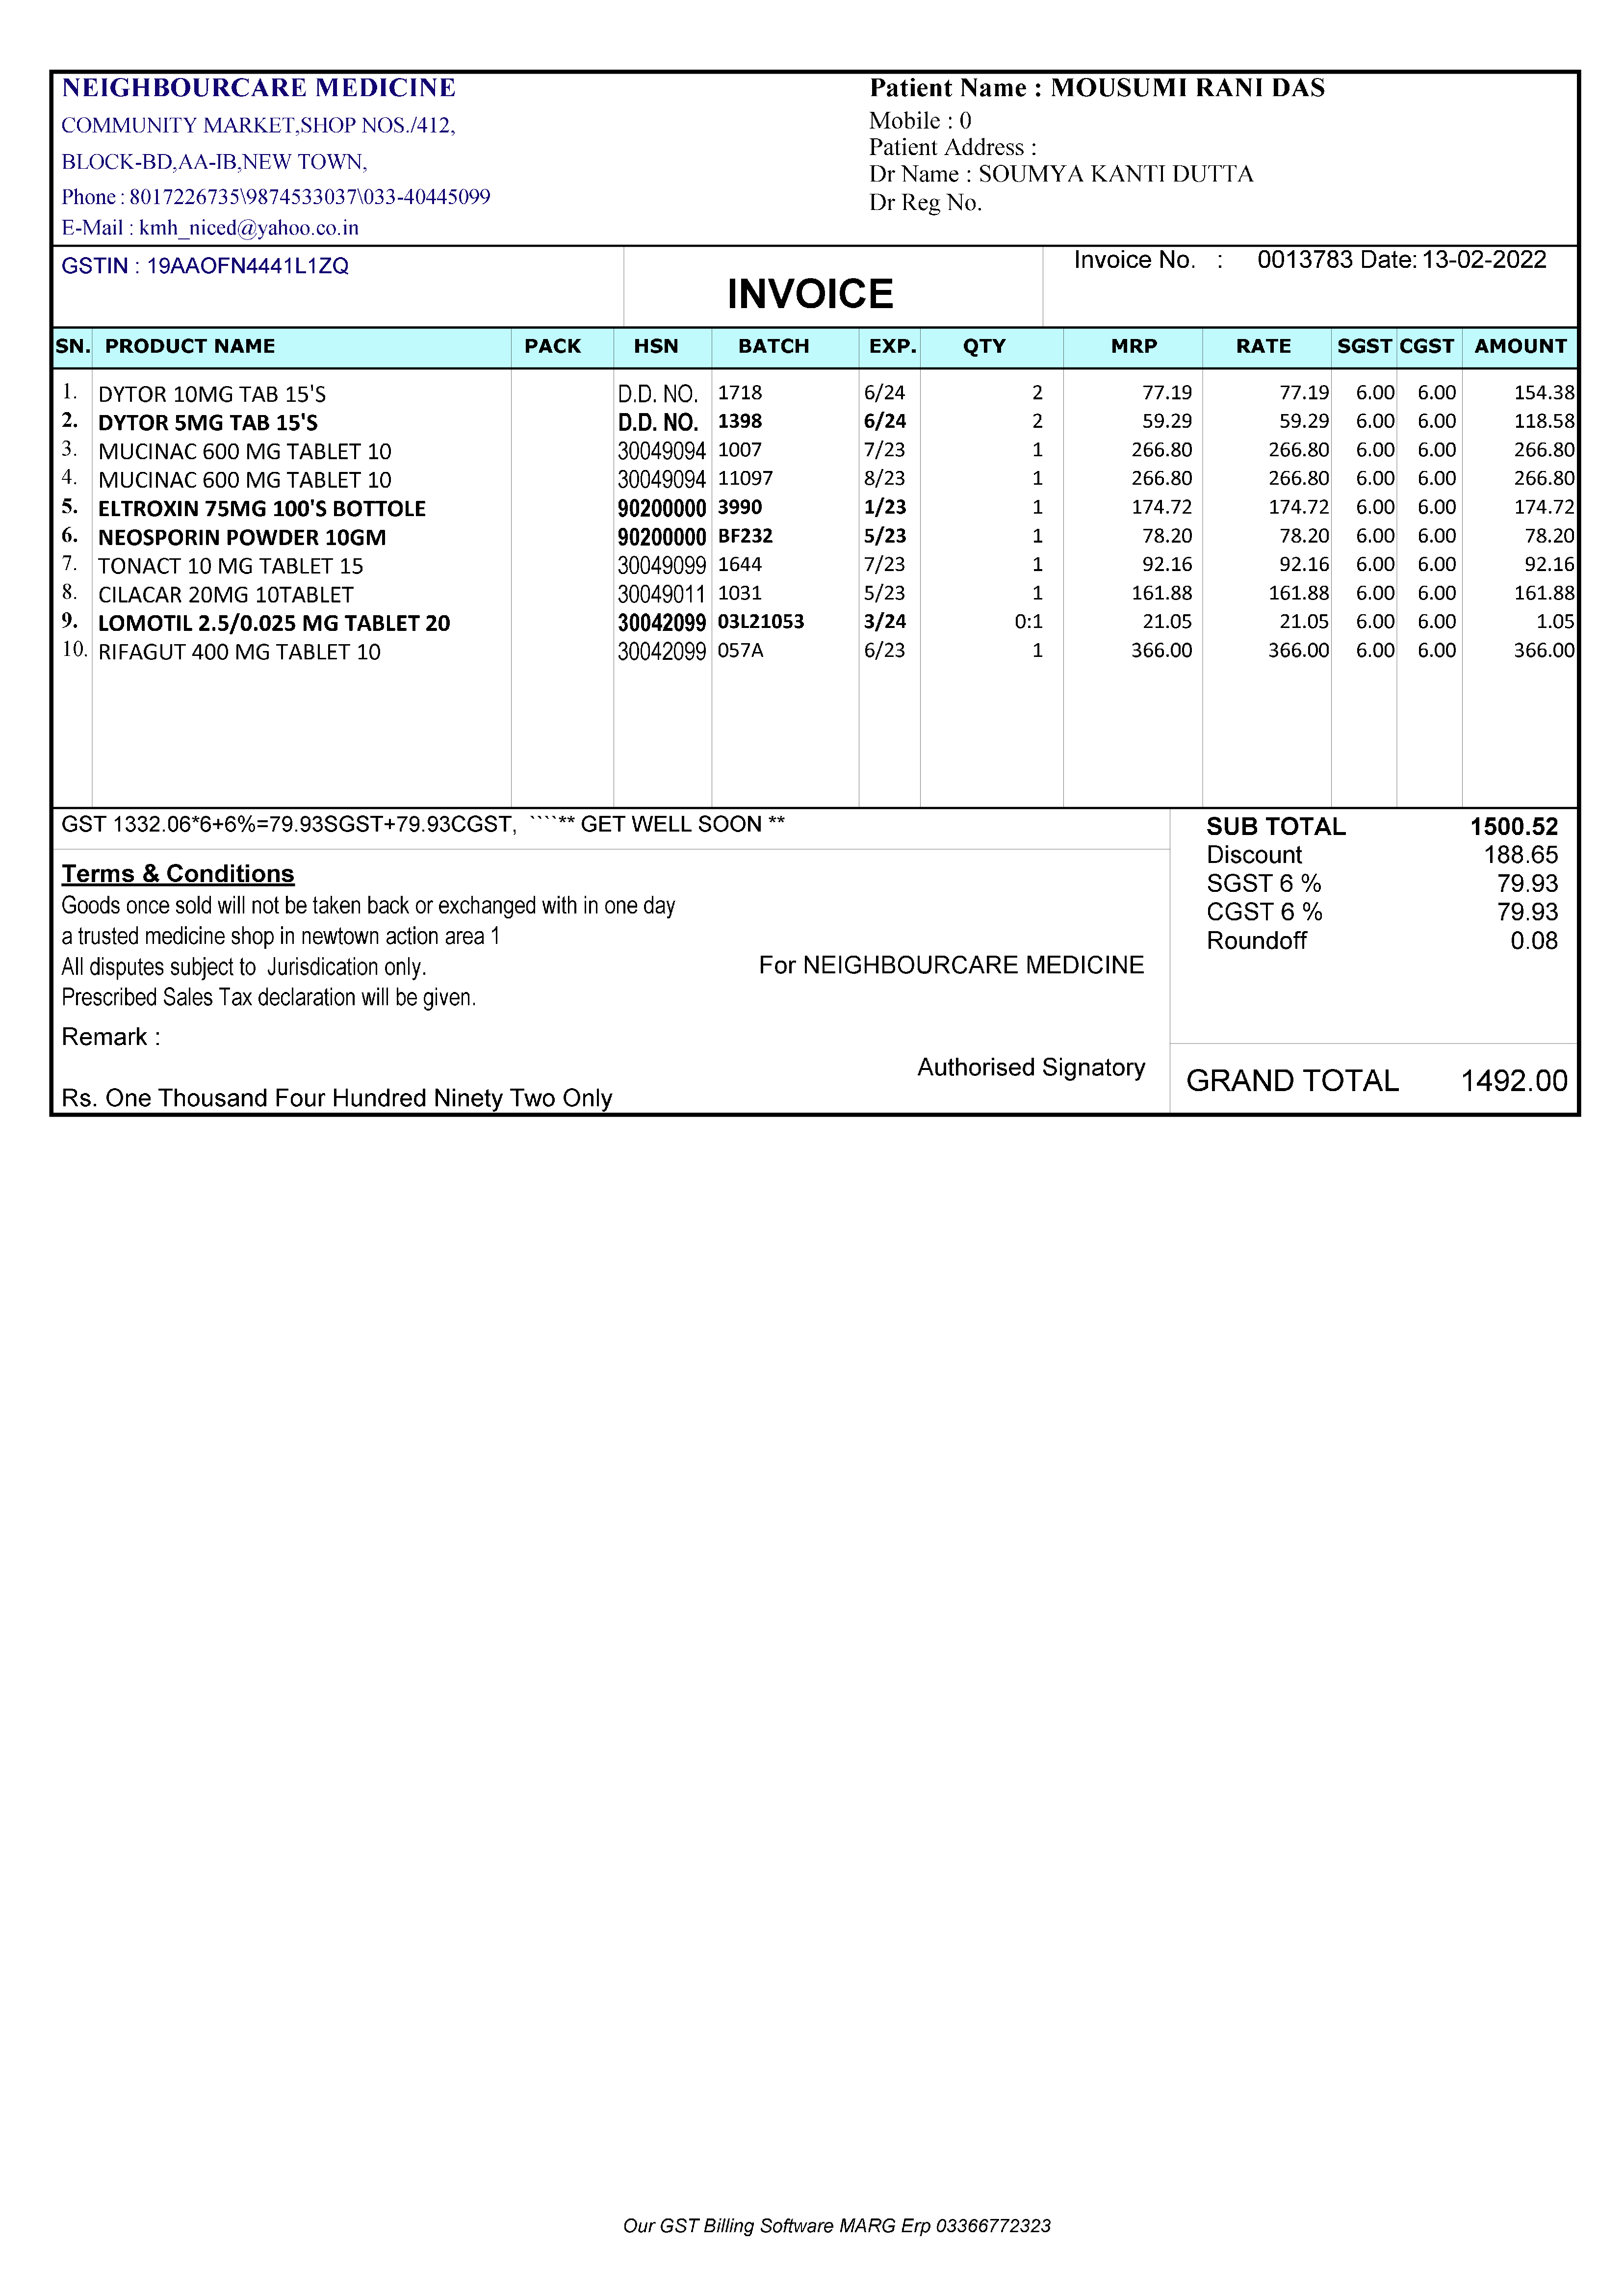 NEIGHBOURCARE MEDICINE
COMMUNITY MARKET,SHOP NOS./412,
BLOCK-BD,AA-IB,NEW TOWN,
Phone : 8017226735\9874533037\033-40445099
E-Mail : kmh_niced@yahoo.co.in
Patient Name : MOUSUMI RANI DAS
Mobile : 0
Patient Address :
Dr Name : SOUMYA KANTI DUTTA
Dr Reg No.
GSTIN : 19AAOFN4441L1ZQ
INVOICE
Invoice No. : 0013783 Date: 13-02-2022
SN. PRODUCT NAME PACK HSN BATCH EXP. QTY MRP RATE SGST CGST AMOUNT
1. DYTOR 10MG TAB 15'S D.D. NO. 1718 6/24 2 77.19 77.19 6.00 6.00 154.38
2. DYTOR 5MG TAB 15'S D.D. NO. 1398 6/24 2 59.29 59.29 6.00 6.00 118.58
3. MUCINAC 600 MG TABLET 10 30049094 1007 7/23 1 266.80 266.80 6.00 6.00 266.80
4. MUCINAC 600 MG TABLET 10 30049094 11097 8/23 1 266.80 266.80 6.00 6.00 266.80
5. ELTROXIN 75MG 100'S BOTTOLE 90200000 3990 1/23 1 174.72 174.72 6.00 6.00 174.72
6. NEOSPORIN POWDER 10GM 90200000 BF232 5/23 1 78.20 78.20 6.00 6.00 78.20
7. TONACT 10 MG TABLET 15 30049099 1644 7/23 1 92.16 92.16 6.00 6.00 92.16
8. CILACAR 20MG 10TABLET 30049011 1031 5/23 1 161.88 161.88 6.00 6.00 161.88
9. LOMOTIL 2.5/0.025 MG TABLET 20 30042099 03L21053 3/24 0:1 21.05 21.05 6.00 6.00 1.05
10. RIFAGUT 400 MG TABLET 10 30042099 057A 6/23 1 366.00 366.00 6.00 6.00 366.00
GST 1332.06*6+6%=79.93SGST+79.93CGST, ````** GET WELL SOON **
Terms & Conditions
Goods once sold will not be taken back or exchanged with in one day
a trusted medicine shop in newtown action area 1
All disputes subject to Jurisdication only.
Prescribed Sales Tax declaration will be given.
Remark :
Rs. One Thousand Four Hundred Ninety Two Only
For NEIGHBOURCARE MEDICINE
Authorised Signatory
SUB TOTAL 1500.52
Discount 188.65
SGST 6 % 79.93
CGST 6 % 79.93
Roundoff 0.08
GRAND TOTAL 1492.00
Our GST Billing Software MARG Erp 03366772323